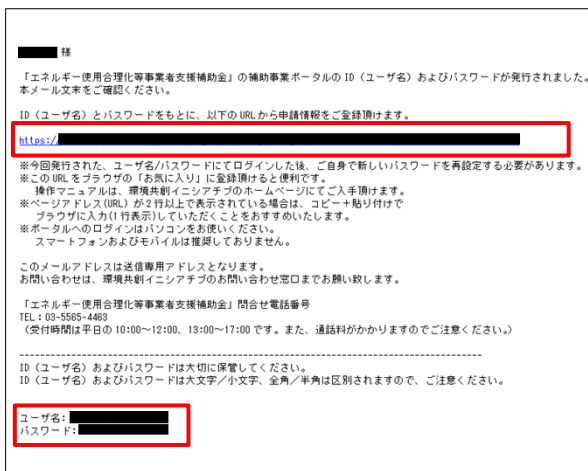 様
「エネルギー使用合理化等事業者支援補助金」の補助事業ポータルの ID（ユーザ名）およびパスワードが発行されました。
本メール文末をご確認ください。
ID（ユーザ名）とパスワードをもとに、以下の URL から申請情報をご登録頂けます。
https:/
※今回発行された、ユーザ名/パスワードにてログインした後、ご自身で新しいパスワードを再設定する必要があります。
※この URL をブラウザの「お気に入り」に登録頂けると便利です。
操作マニュアルは、環境共創イニシアチブのホームページにてご入手頂けます。
※ページアドレス(URL) が2行以上で表示されている場合は、コピー＋貼り付けで
ブラウザに入力(1行表示)していただくことをおすすめいたします。
※ポータルへのログインはパソコンをお使いください。
スマートフォンおよびモバイルは推奨しておりません。
このメールアドレスは送信専用アドレスとなります。
お問い合わせは、環境共創イニシアチブのお問い合わせ窓口までお願い致します。
「エネルギー使用合理化等事業者支援補助金」問合せ電話番号
TEL：03-5565-4463
（受付時間は平日の 10:00～12:00、13:00～17:00 です。また、通話料がかかりますのでご注意ください。）
--------------------------------------------------------------------------------
ID（ユーザ名）およびパスワードは大切に保管してください。
ID（ユーザ名）およびパスワードは大文字／小文字、全角／半角は区別されますので、ご注意ください。
ユーザ名:
パスワード: